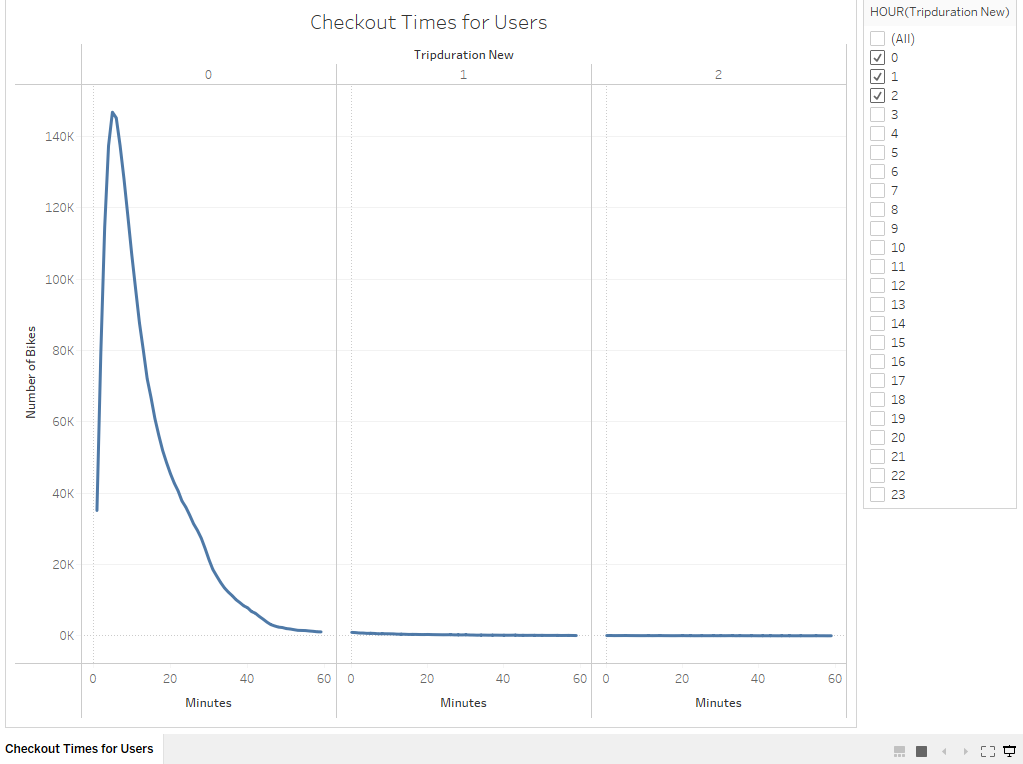 Checkout Times for Users
Tripduration New
0 1 2
Number of Bikes
140K
120K
100K
80K
60K
40K
20K
0K
0 20 40 60 0 20 40 60 0 20 40 60
Minutes Minutes Minutes
HOUR(Tripduration New)
(All)
0
1
2
3
4
5
6
7
8
9
10
11
12
13
14
15
16
17
18
19
20
21
22
23
Checkout Times for Users